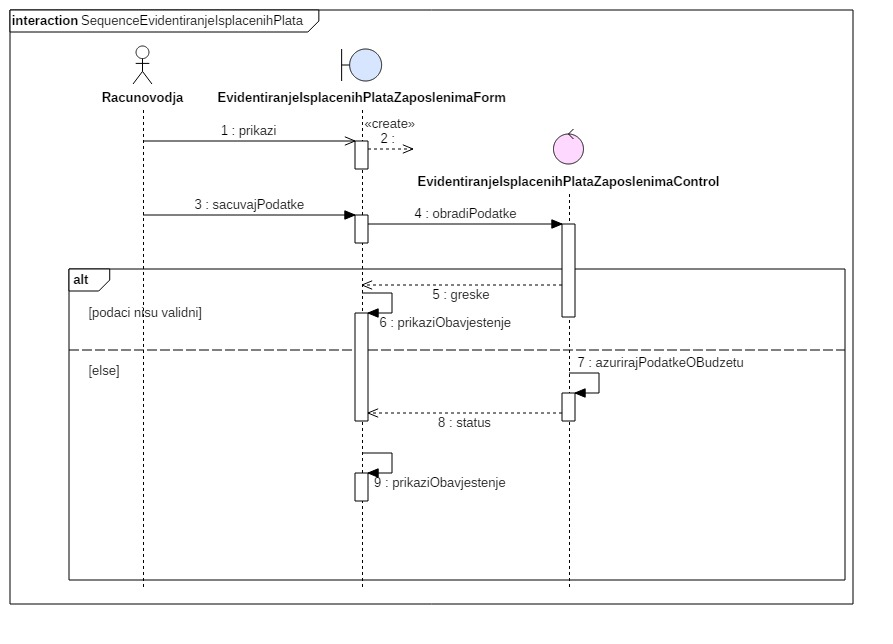 interaction SequenceEvidentiranjeIsplacenihPlata
Racunovodja
EvidentiranjeIsplacenihPlataZaposlenimaForm
«create»
1 : prikazi
2 :
EvidentiranjeIsplacenihPlataZaposlenimaControl
3 : sacuvajPodatke
4 : obradiPodatke
alt
5 : greske
[podaci nisu validni]
6 : prikaziObavjestenje
7 : azurirajPodatkeOBudzetu
[else]
8 : status
9 : prikaziObavjestenje